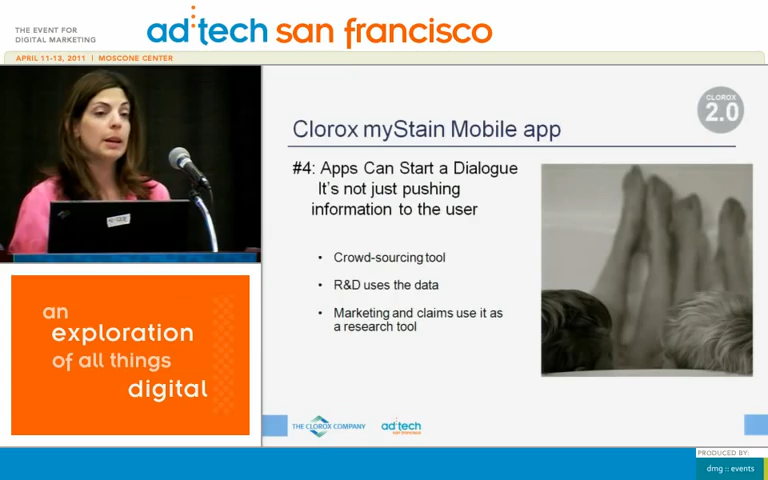 THE EVENT FOR
DIGITAL MARKETING
ad:tech san francisco
APRIL 11-13, 2011 | MOSCONE CENTER
CLOROX
2.0
Clorox myStain Mobile app
#4: Apps Can Start a Dialogue
It's not just pushing
information to the user
• Crowd-sourcing tool
• R&D uses the data
• Marketing and claims use it as
a research tool
an
exploration
of all things
digital
THE CLOROX COMPANY
ad:tech
PRODUCED BY:
dmg :: events